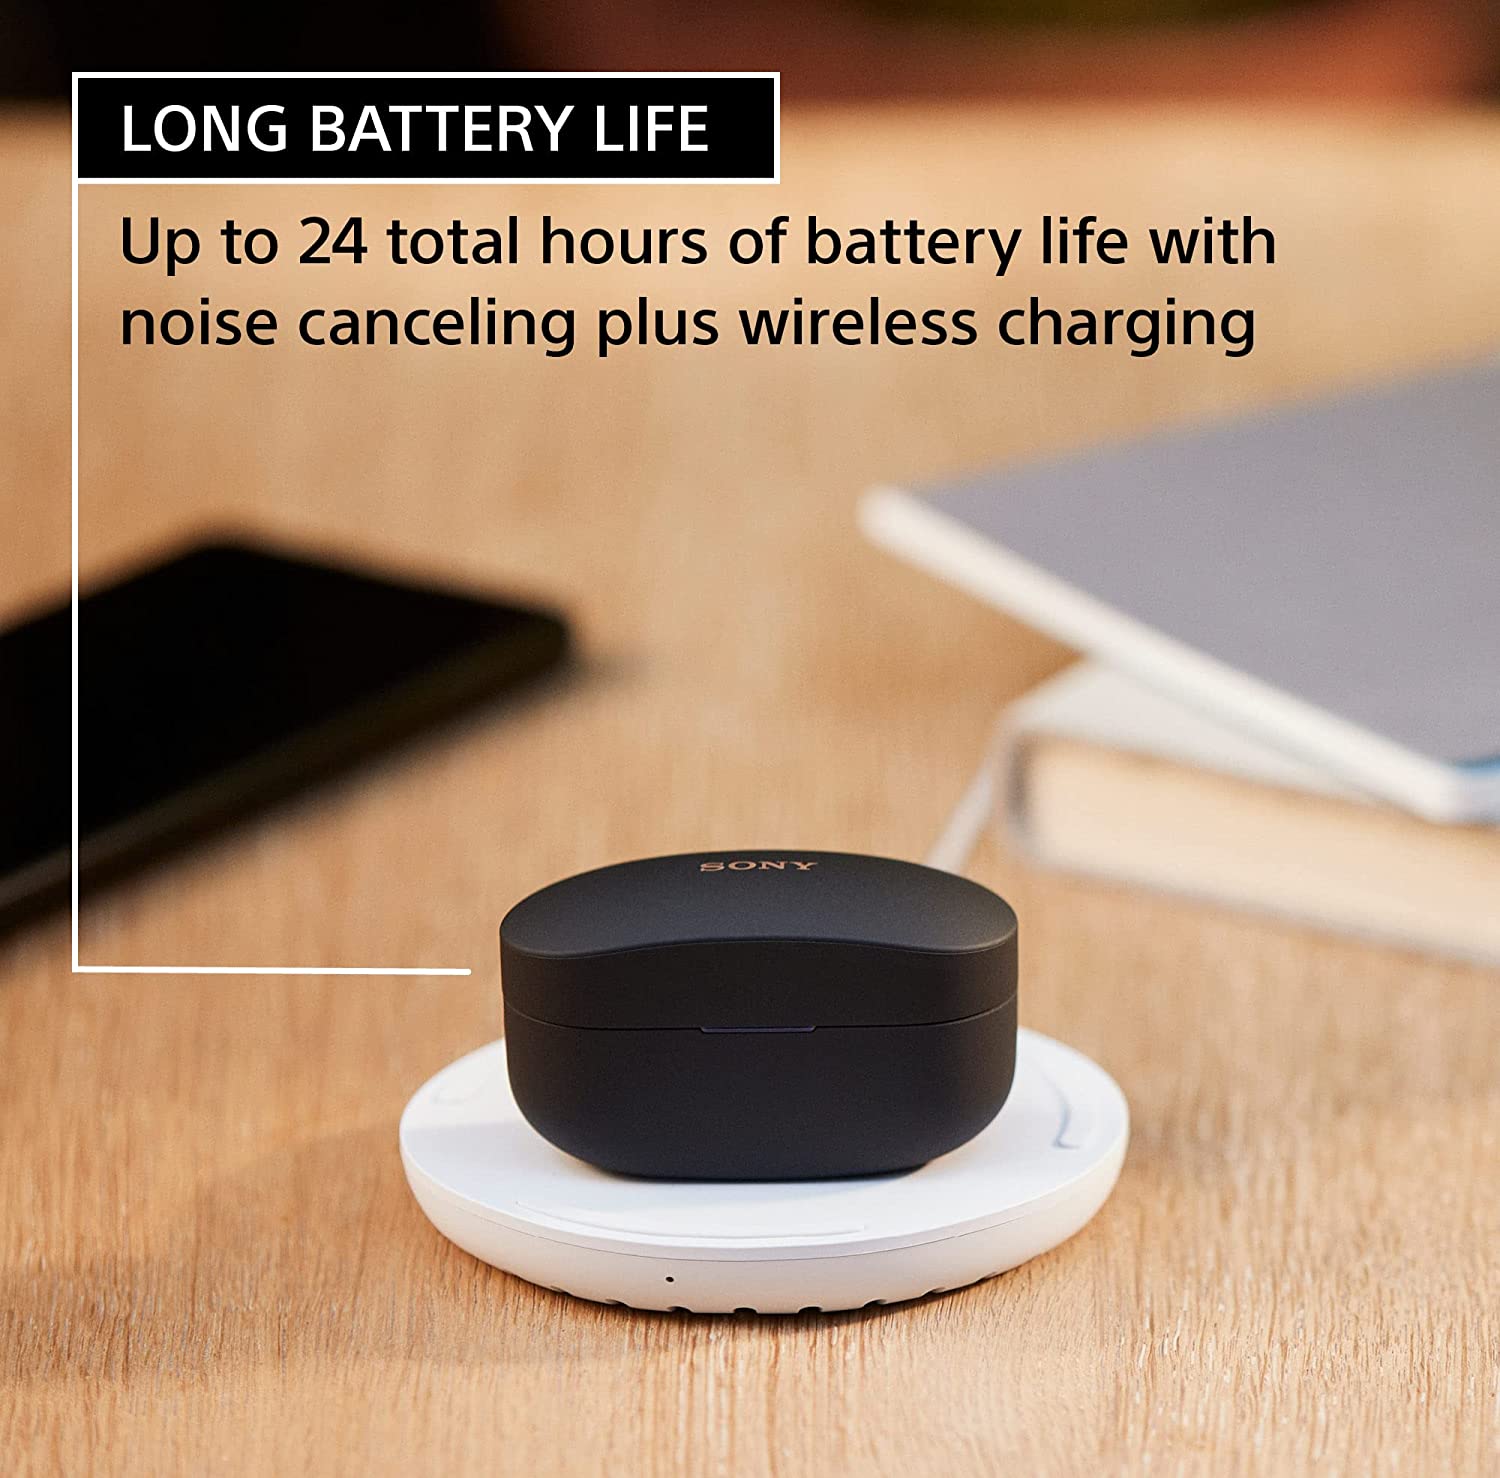 LONG BATTERY LIFE
Up to 24 total hours of battery life with
noise canceling plus wireless charging
SONY